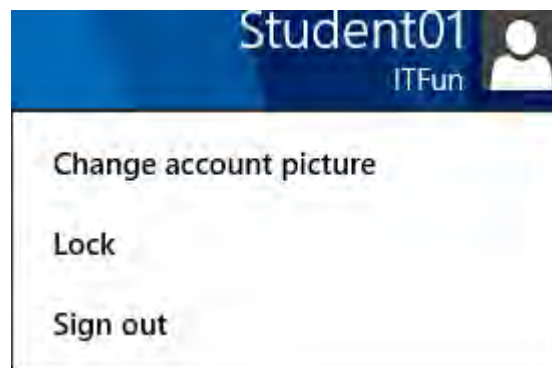 Student01
ITFun
Change account picture
Lock
Sign out